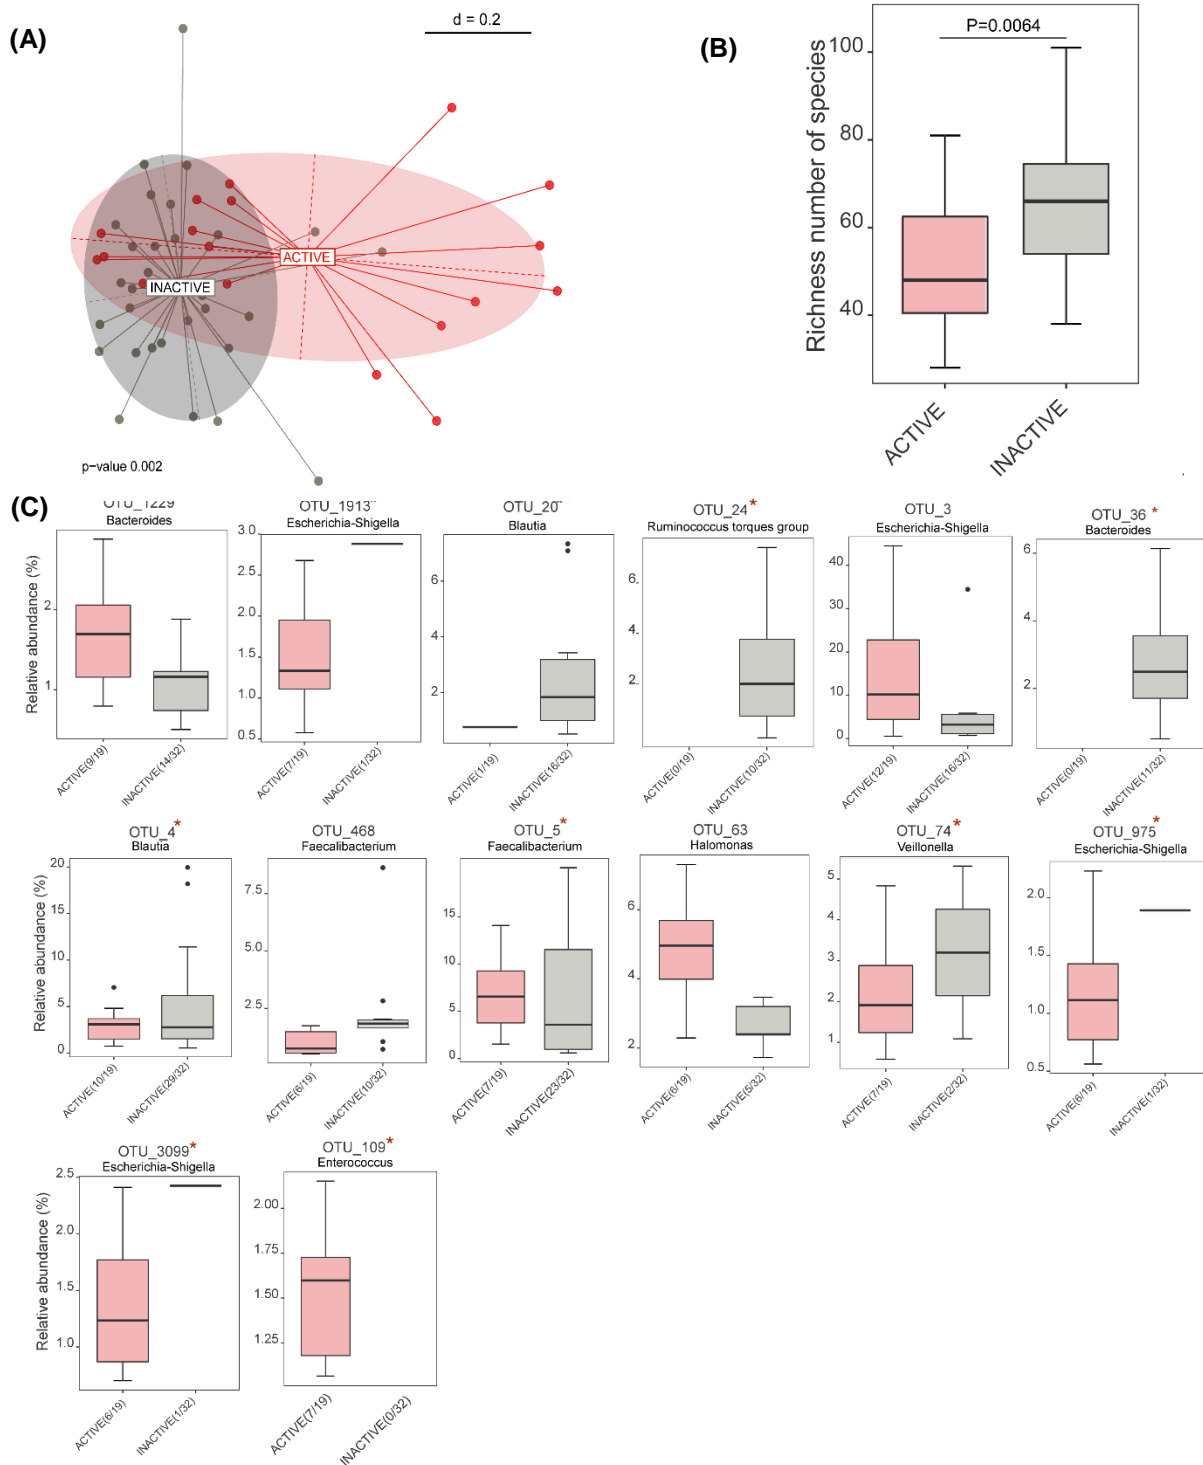 (A)
d = 0.2
ACTIVE
INACTIVE
p-value 0.002
(B)
P=0.0064
Richness number of species
100
80
60
40
ACTIVE
INACTIVE
(C)
OTU_1229
Bacteroides
Relative abundance (%)
2
1
ACTIVE(9/19)
INACTIVE(14/32)
OTU_1913*
Escherichia-Shigella
3.0
2.5
2.0
1.5
1.0
0.5
ACTIVE(7/19)
INACTIVE(1/32)
OTU_20*
Blautia
6
4
2
ACTIVE(1/19)
INACTIVE(16/32)
OTU_24*
Ruminococcus torques group
6
4
2
ACTIVE(0/19)
INACTIVE(10/32)
OTU_3
Escherichia-Shigella
40
30
20
10
0
ACTIVE(12/19)
INACTIVE(16/32)
OTU_36 *
Bacteroides
6
4
2
ACTIVE(0/19)
INACTIVE(11/32)
OTU_4*
Blautia
Relative abundance (%)
20
15
10
5
0
ACTIVE(10/19)
INACTIVE(29/32)
OTU_468
Faecalibacterium
7.5
5.0
2.5
ACTIVE(6/19)
INACTIVE(10/32)
OTU_5*
Faecalibacterium
15
10
5
0
ACTIVE(7/19)
INACTIVE(23/32)
OTU_63
Halomonas
6
4
2
ACTIVE(6/19)
INACTIVE(5/32)
OTU_74*
Veillonella
5
4
3
2
1
ACTIVE(7/19)
INACTIVE(2/32)
OTU_975*
Escherichia-Shigella
2.0
1.5
1.0
0.5
ACTIVE(6/19)
INACTIVE(1/32)
OTU_3099*
Escherichia-Shigella
Relative abundance (%)
2.5
2.0
1.5
1.0
ACTIVE(6/19)
INACTIVE(1/32)
OTU_109*
Enterococcus
2.00
1.75
1.50
1.25
ACTIVE(7/19)
INACTIVE(0/32)